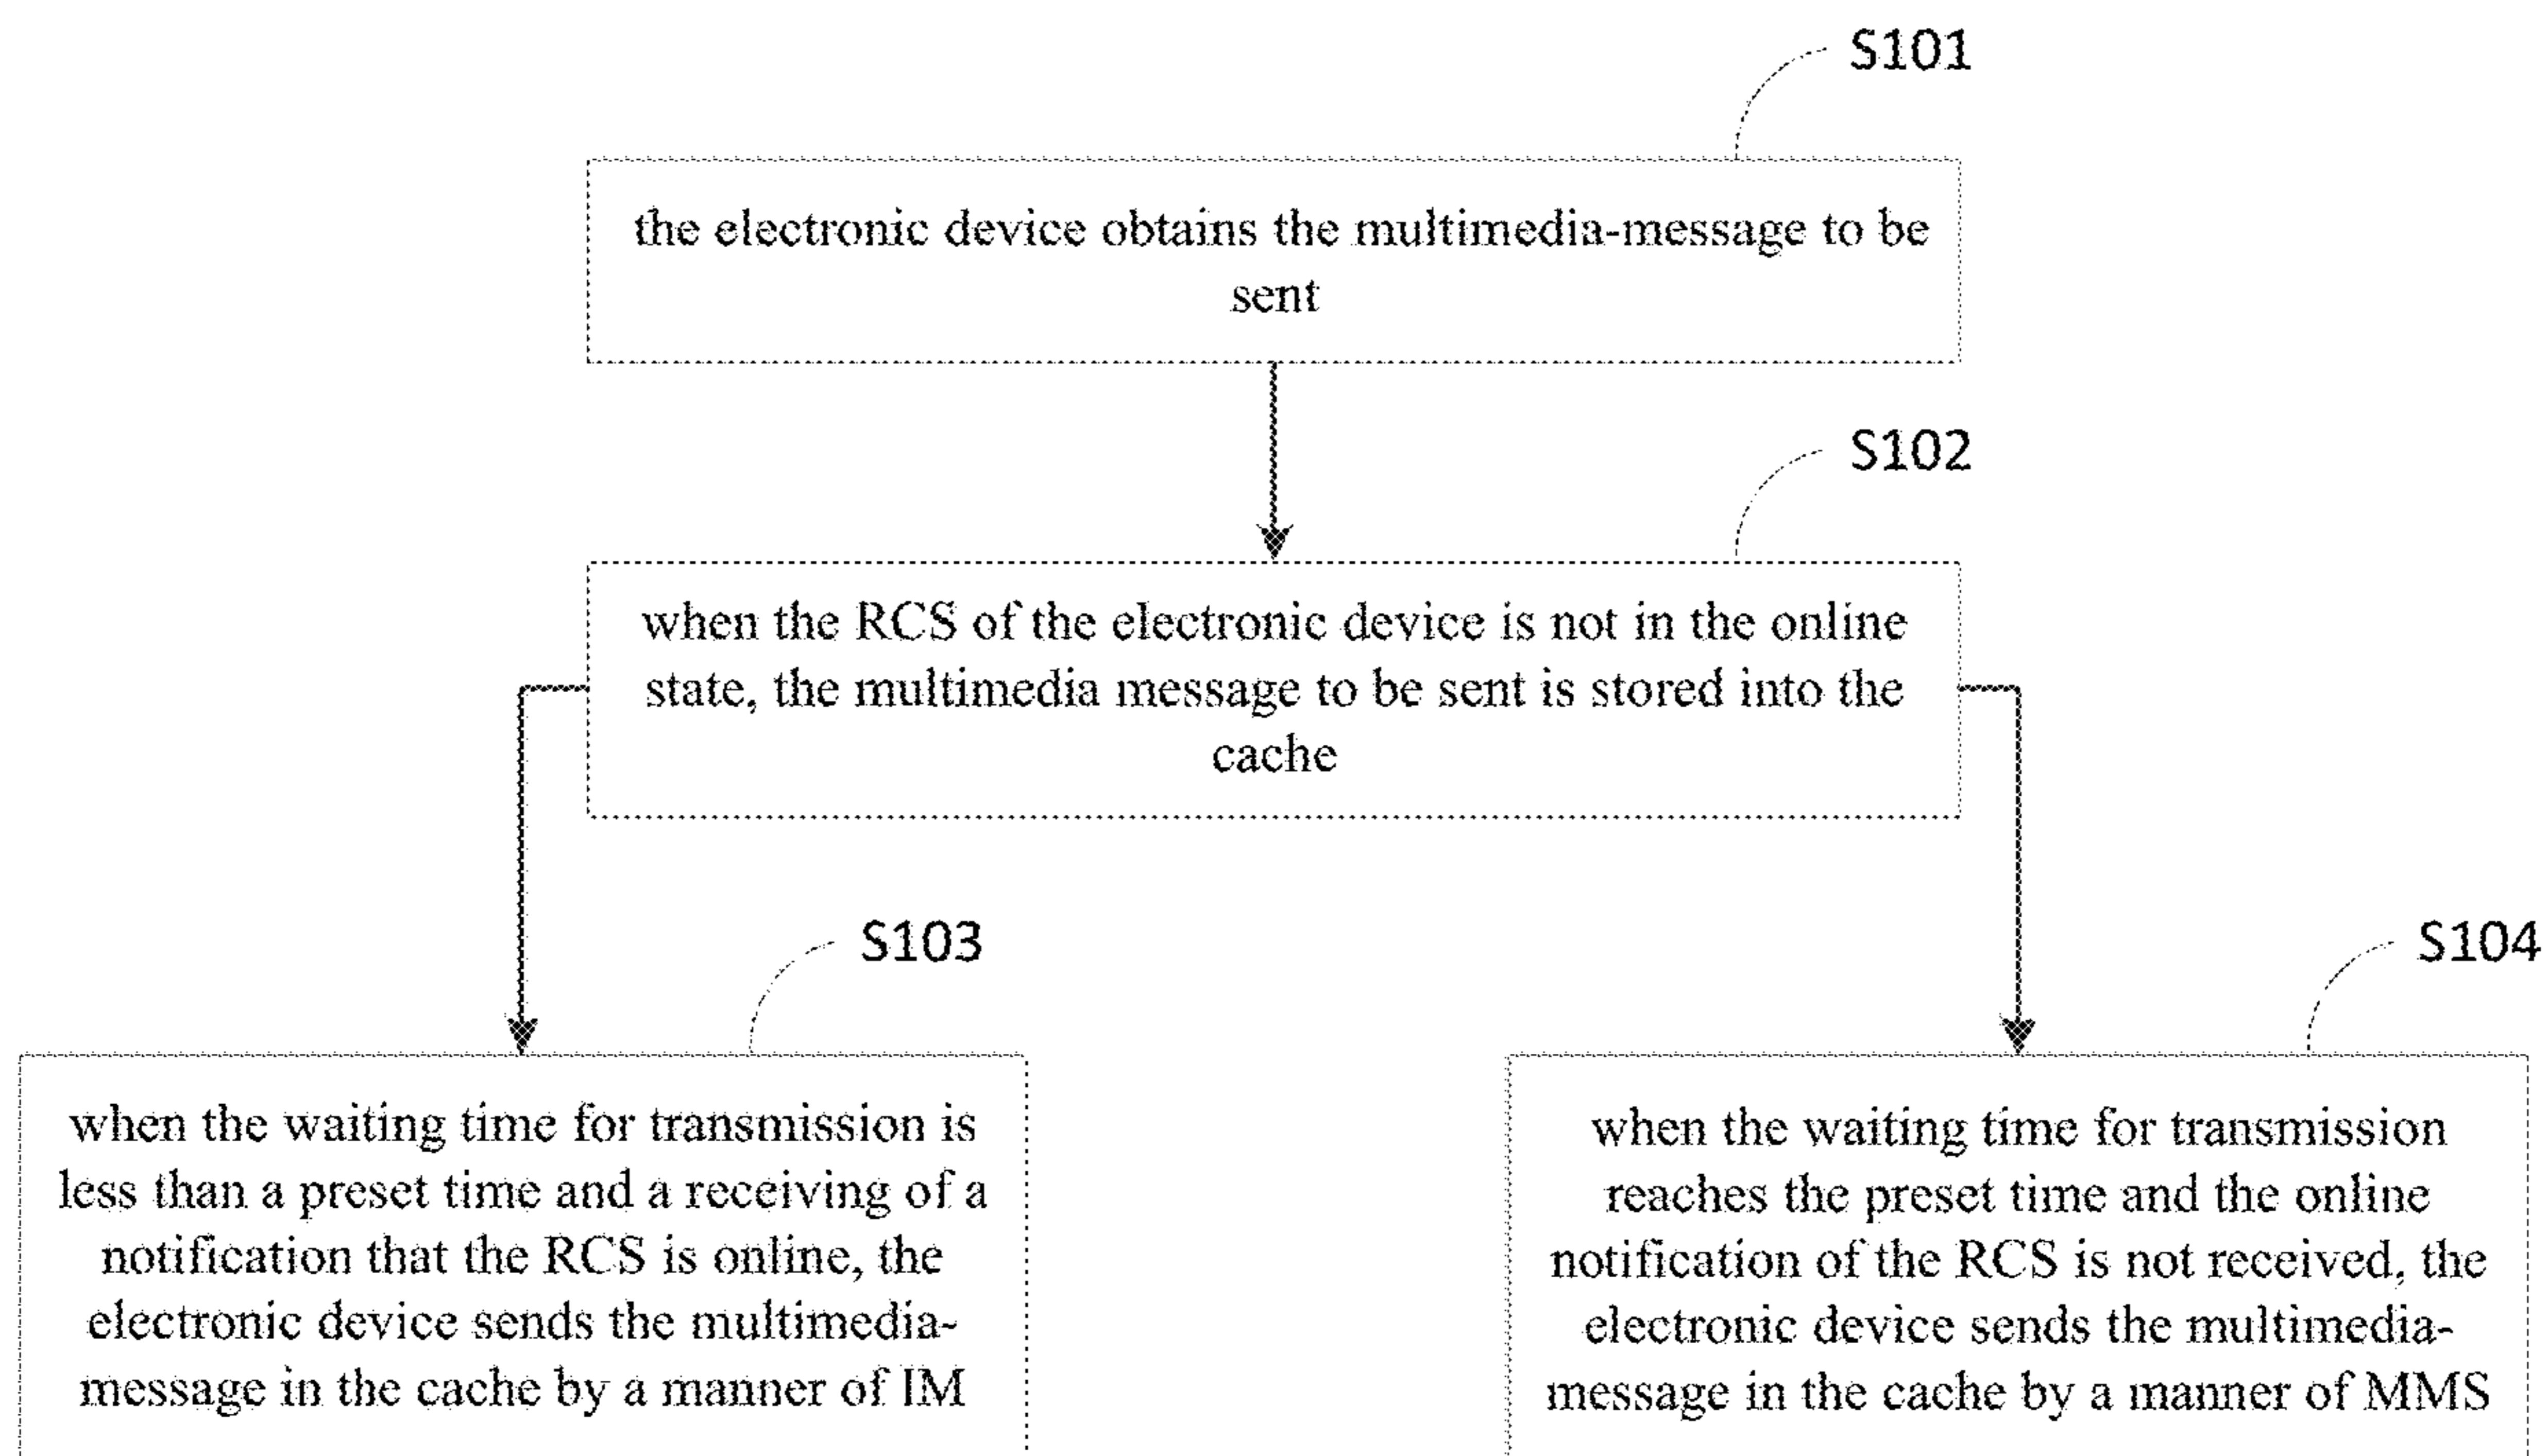 S101
the electronic device obtains the multimedia-message to be
sent
S102
when the RCS of the electronic device is not in the online
state, the multimedia message to be sent is stored into the
cache
S103
when the waiting time for transmission is
less than a preset time and a receiving of a
notification that the RCS is online, the
electronic device sends the multimedia-
message in the cache by a manner of IM
S104
when the waiting time for transmission
reaches the preset time and the online
notification of the RCS is not received, the
electronic device sends the multimedia-
message in the cache by a manner of MMS